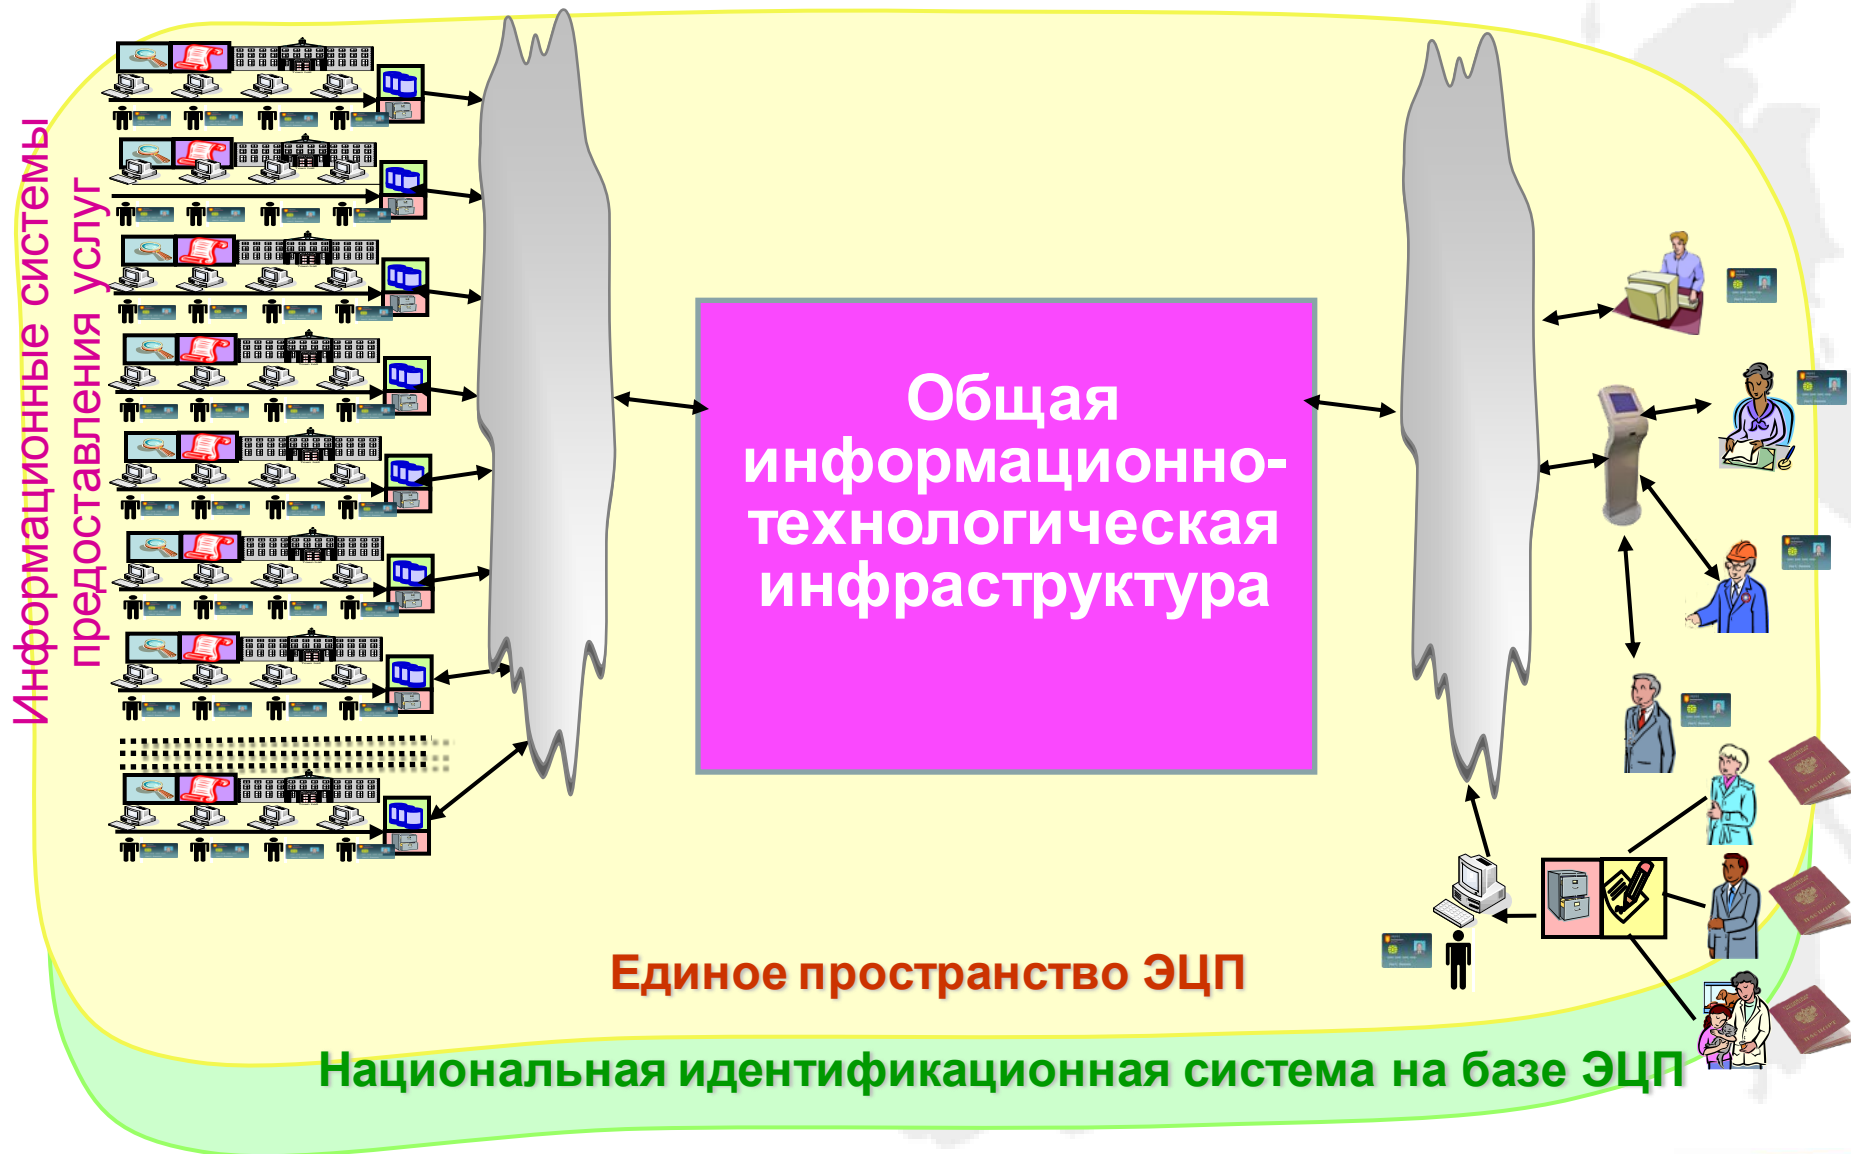 Информационные системы
предоставления услуг
Общая
информационно-
технологическая
инфраструктура
Единое пространство ЭЦП
Национальная идентификационная система на базе ЭЦП